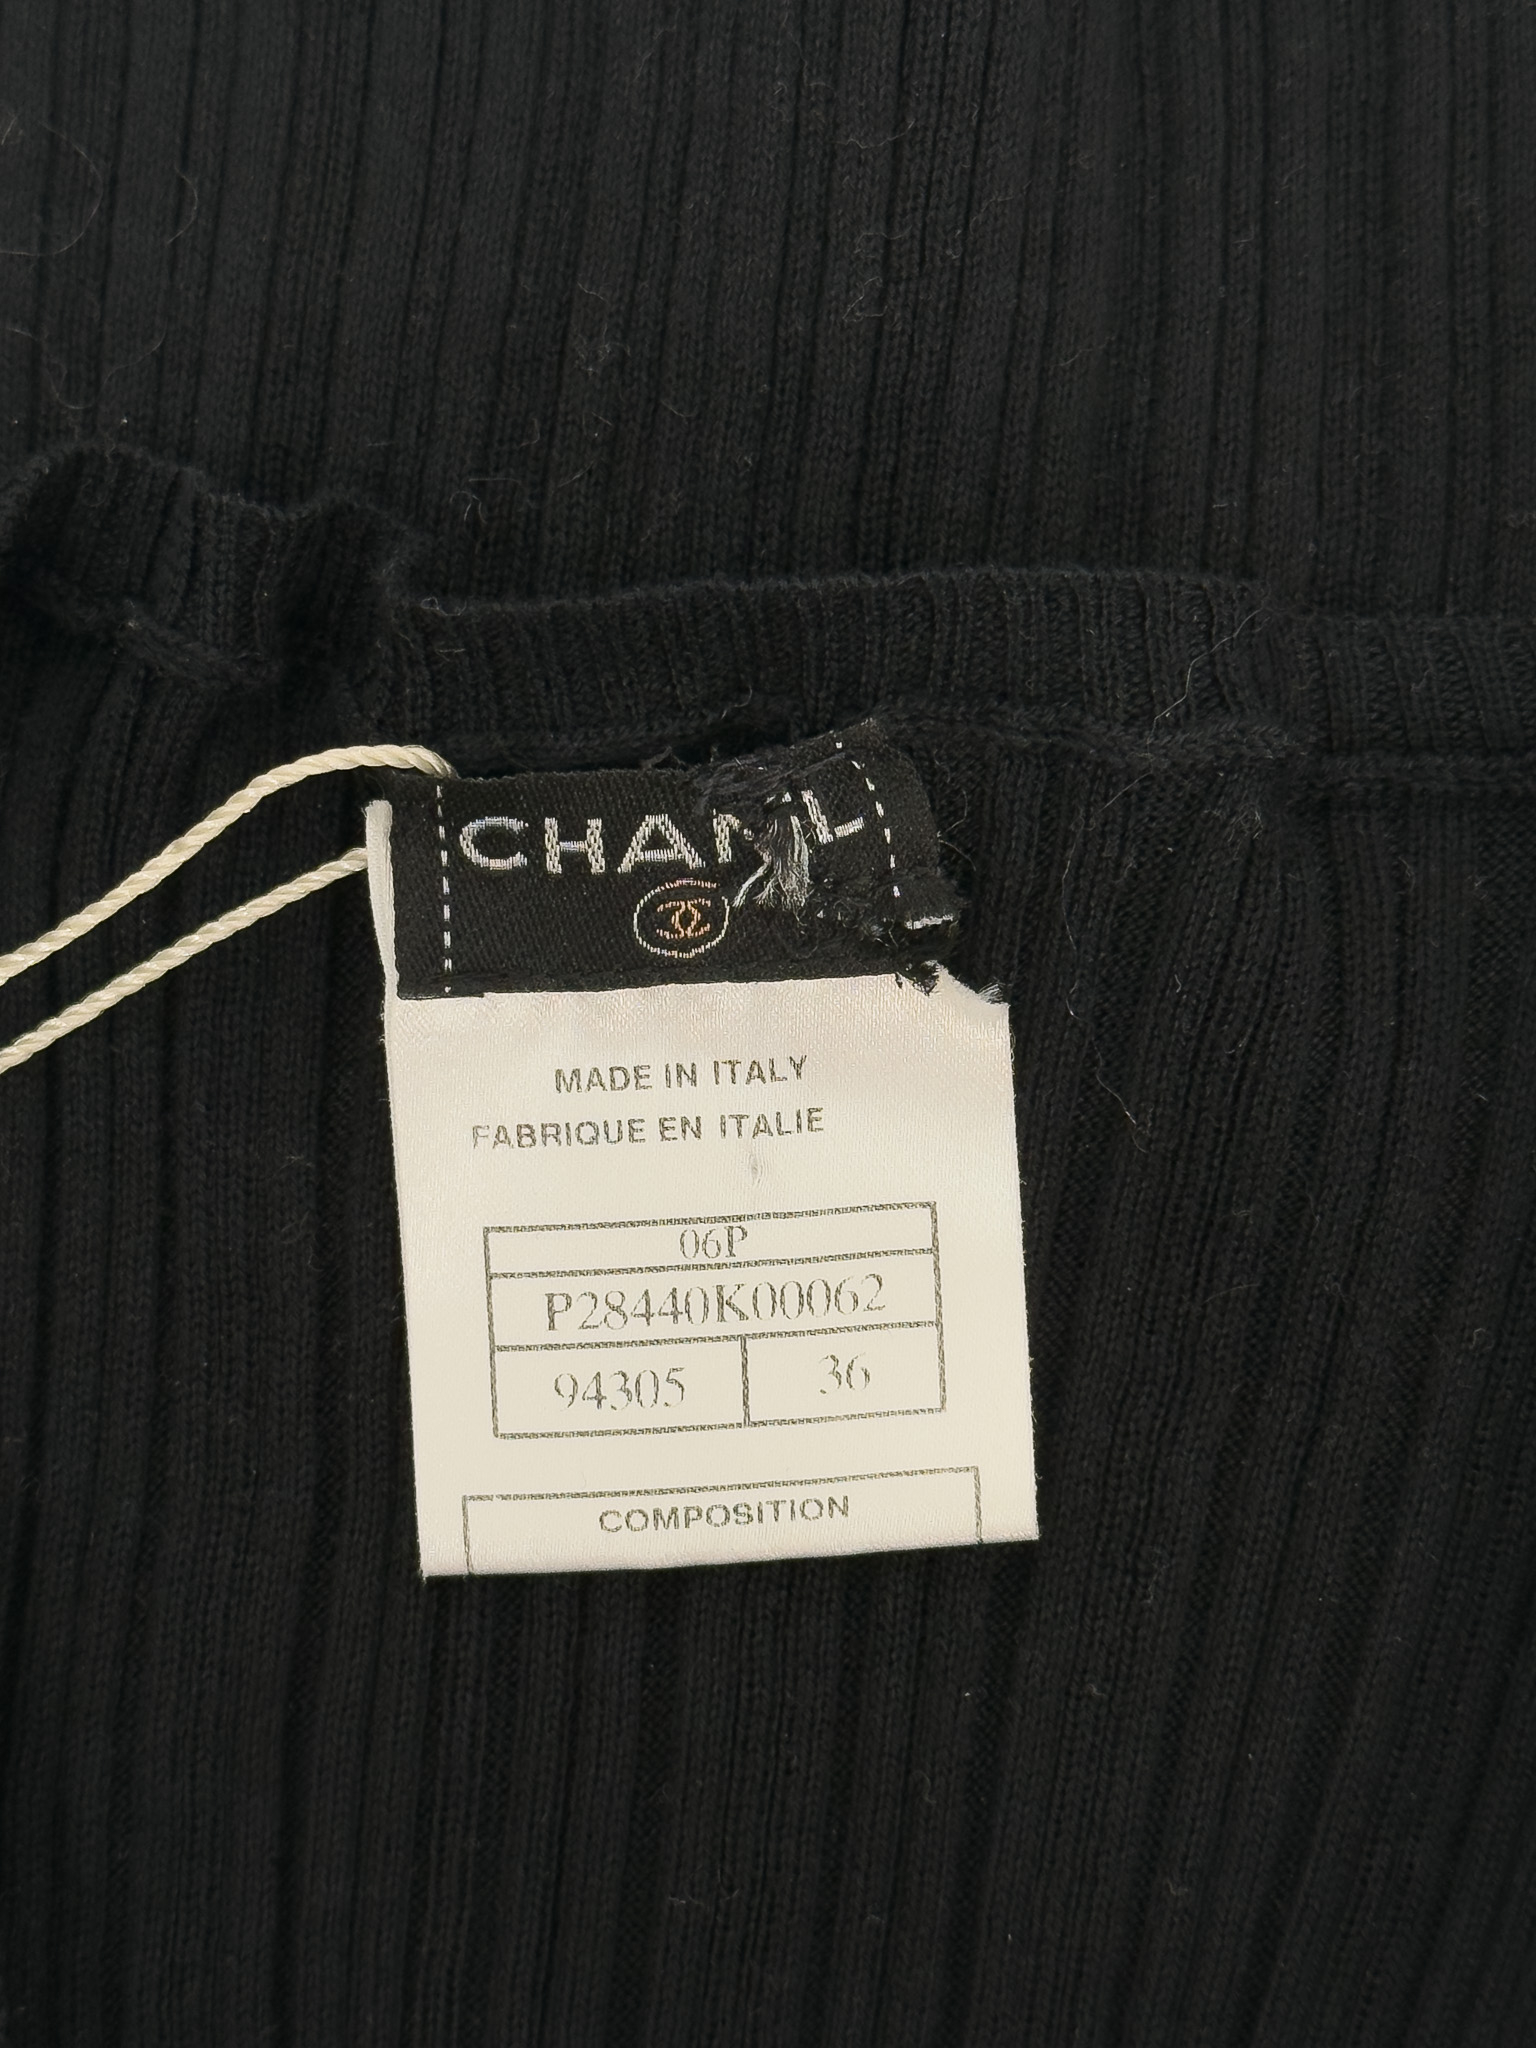 CHANEL
MADE IN ITALY
FABRIQUE EN ITALIE
06P
P28440K00062
94305 36
COMPOSITION